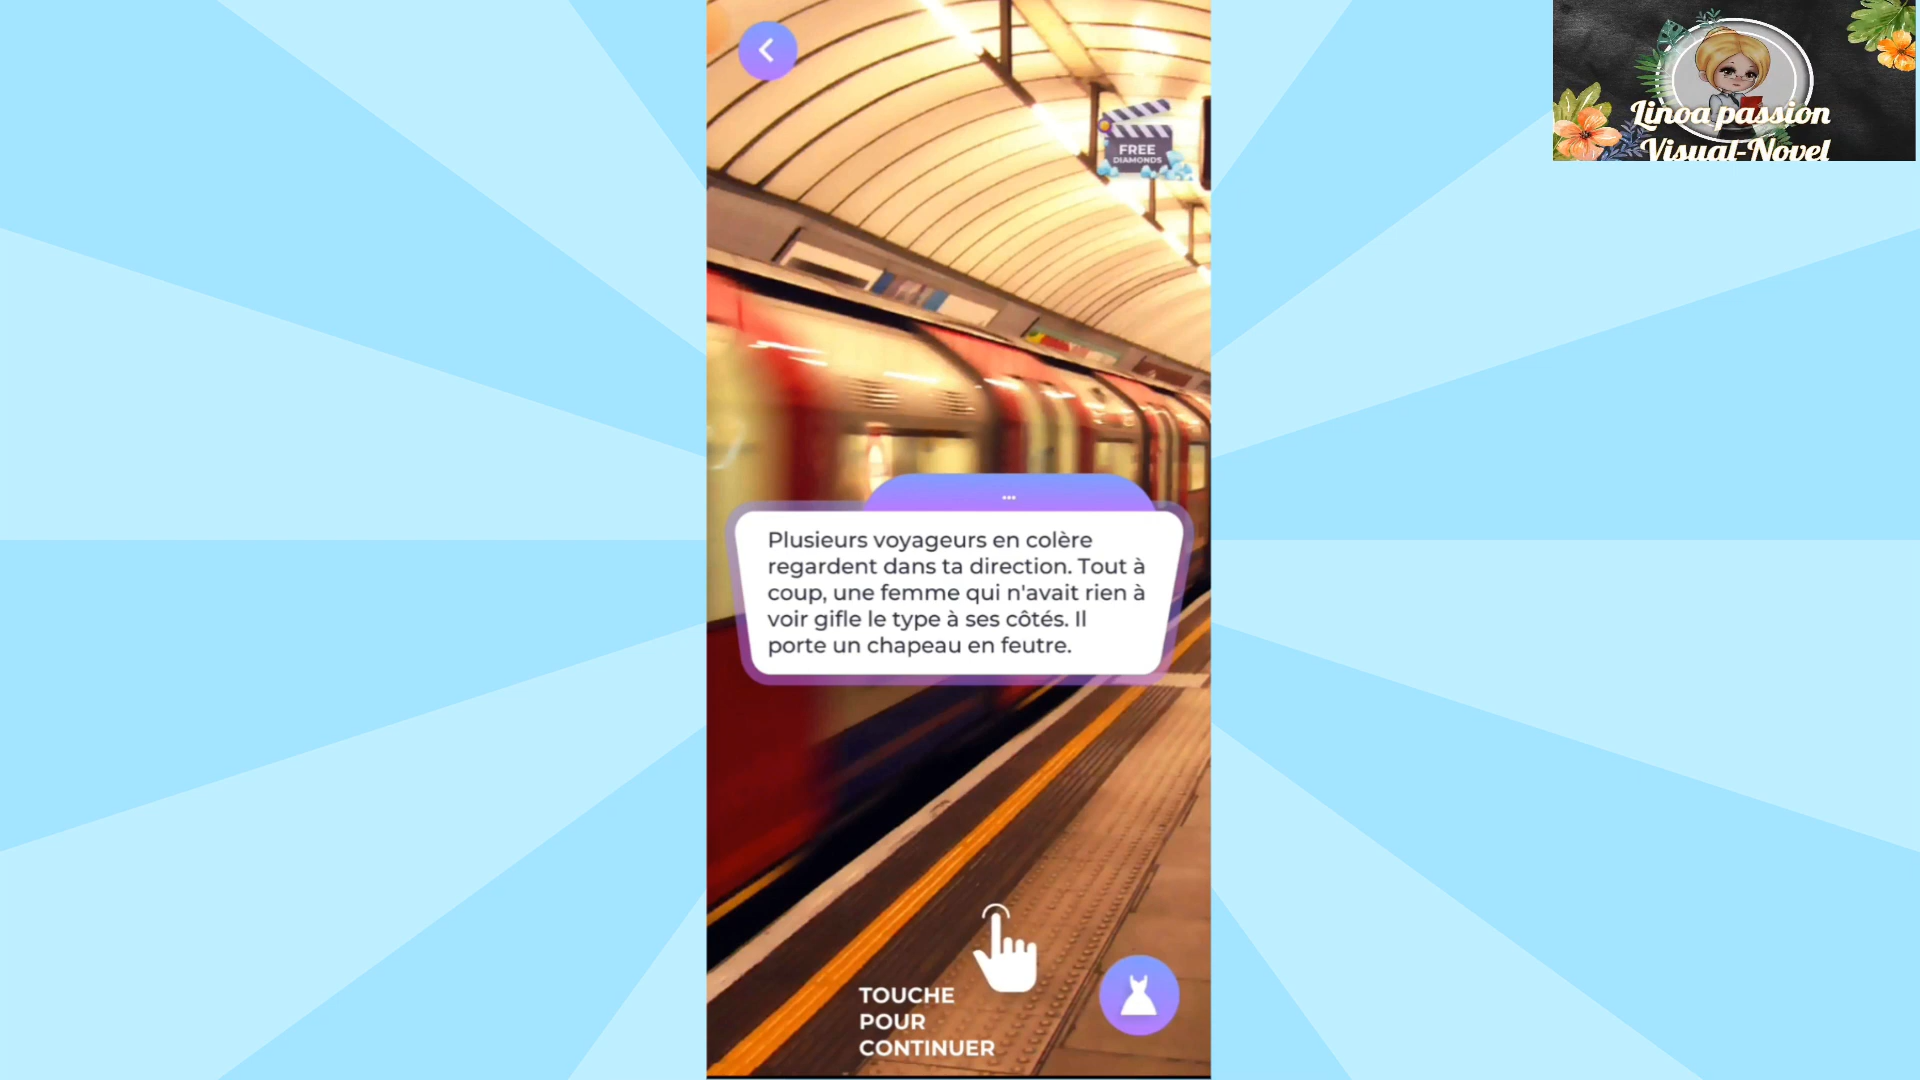 Linoa passion
Visual-Novel
FREE
DIAMONDS
...
Plusieurs voyageurs en colère
regardent dans ta direction. Tout à
coup, une femme qui n'avait rien à
voir gifle le type à ses côtés. Il
porte un chapeau en feutre.
TOUCHE
POUR
CONTINUER